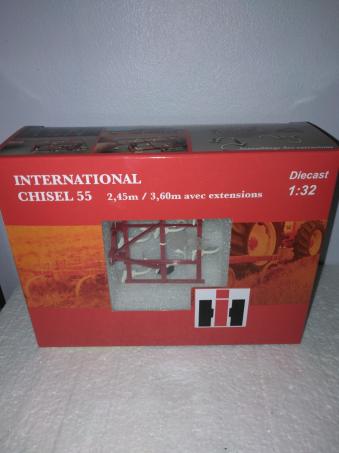 INTERNATIONAL
CHISEL 55 2,45m / 3,60m avec extensions
Diecast
1:32